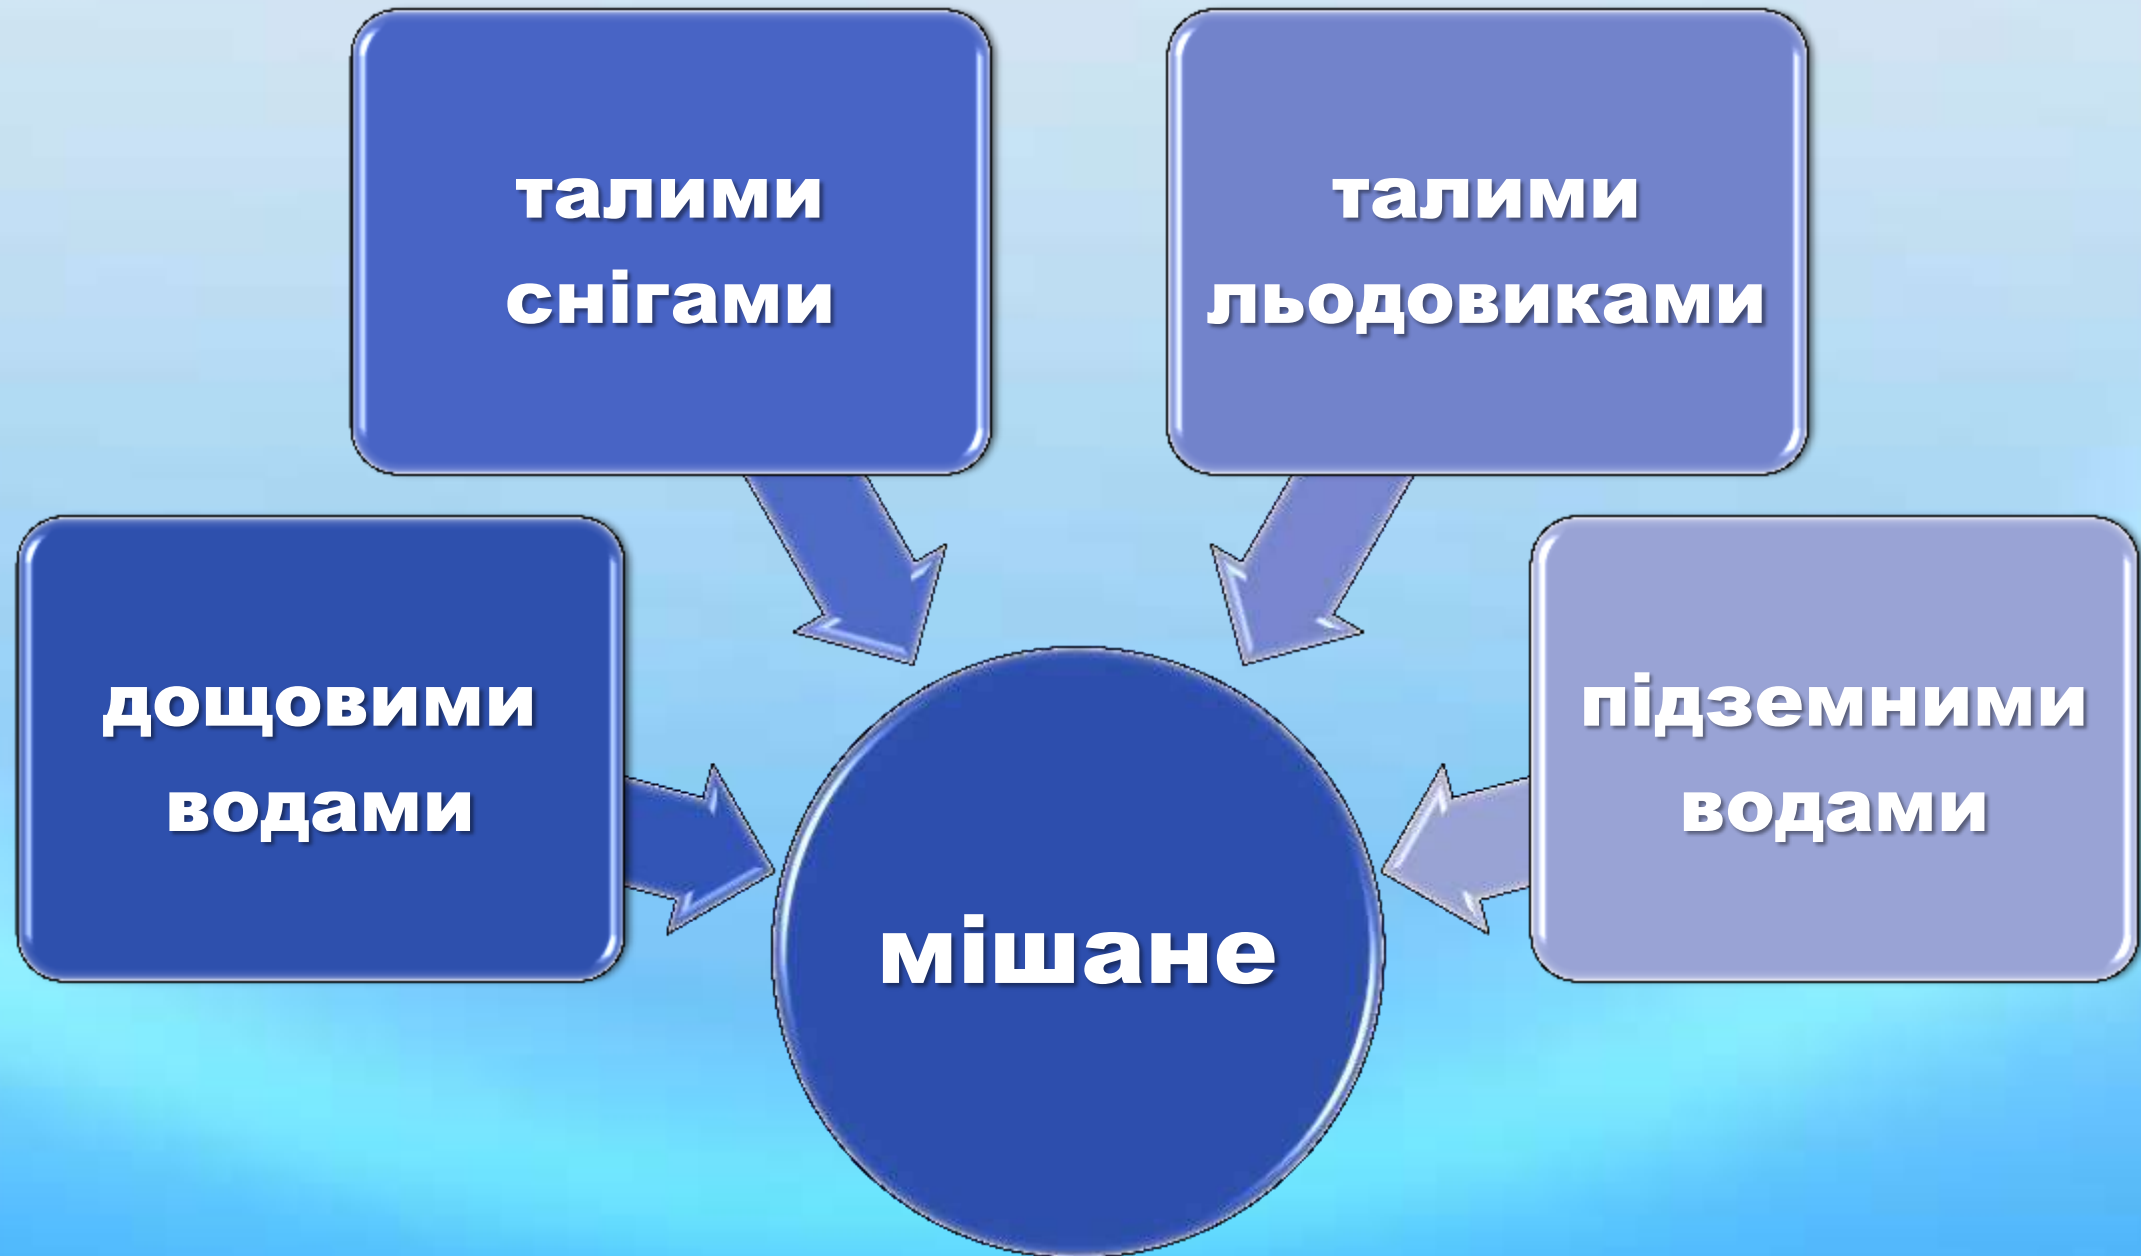 талими
снігами
талими
льодовиками
дощовими
водами
підземними
водами
мішане